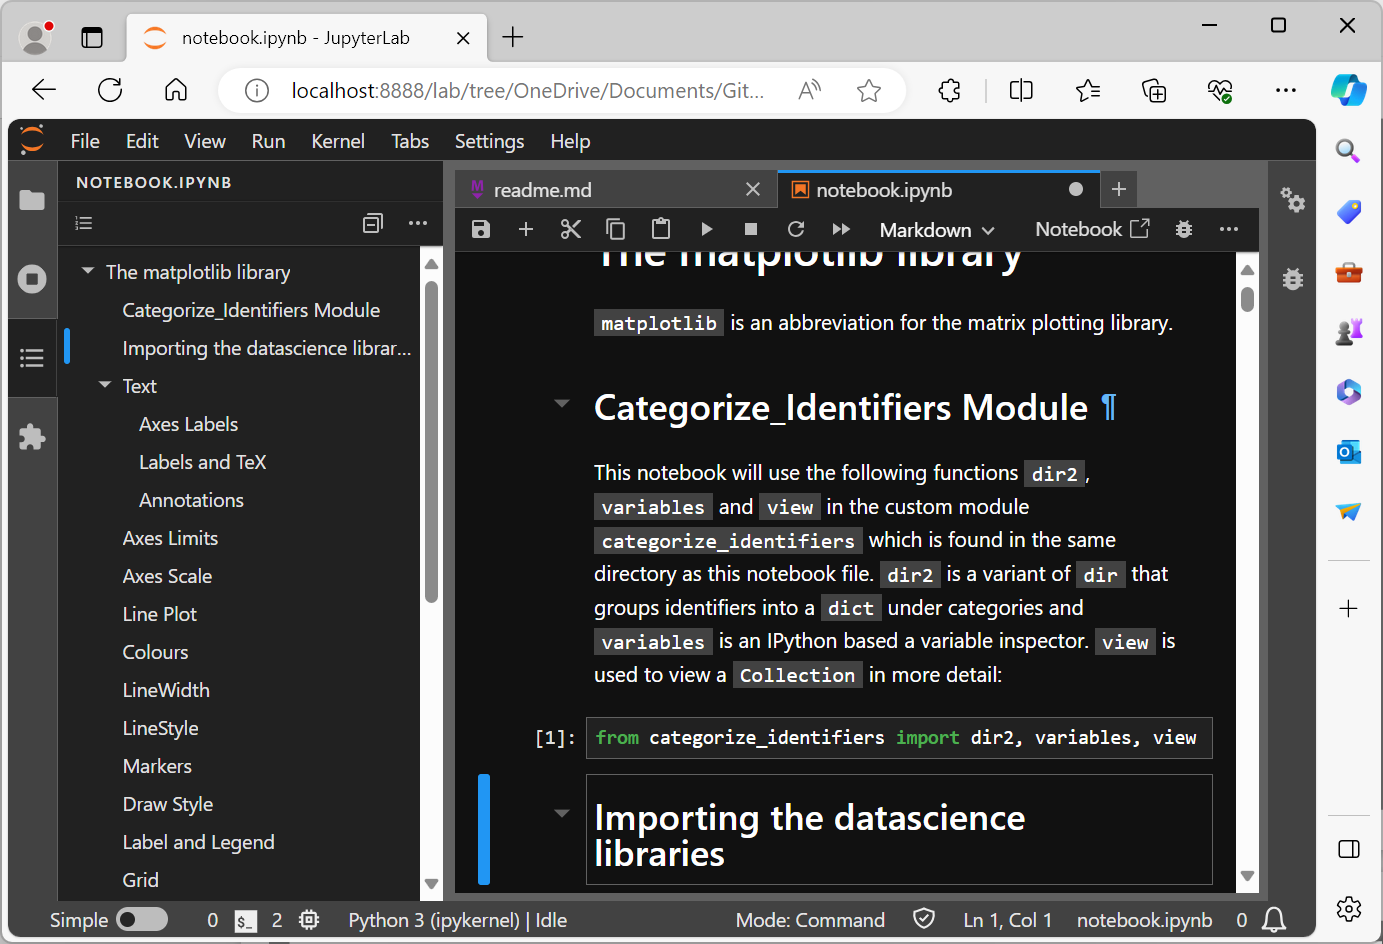 notebook.ipynb - JupyterLab
localhost:8888/lab/tree/OneDrive/Documents/Git...
File Edit View Run Kernel Tabs Settings Help
NOTEBOOK.IPYNB
The matplotlib library
Categorize_Identifiers Module
Importing the datascience librar...
Text
Axes Labels
Labels and TeX
Annotations
Axes Limits
Axes Scale
Line Plot
Colours
LineWidth
LineStyle
Markers
Draw Style
Label and Legend
Grid
readme.md
notebook.ipynb
Markdown
Notebook
The matplotlib library
matplotlib is an abbreviation for the matrix plotting library.
Categorize_Identifiers Module ¶
This notebook will use the following functions dir2,
variables and view in the custom module
categorize_identifiers which is found in the same
directory as this notebook file. dir2 is a variant of dir that
groups identifiers into a dict under categories and
variables is an IPython based a variable inspector. view is
used to view a Collection in more detail:
[1]: from categorize_identifiers import dir2, variables, view
Importing the datascience
libraries
Simple 0 $_ 2 Python 3 (ipykernel) | Idle Mode: Command Ln 1, Col 1 notebook.ipynb 0